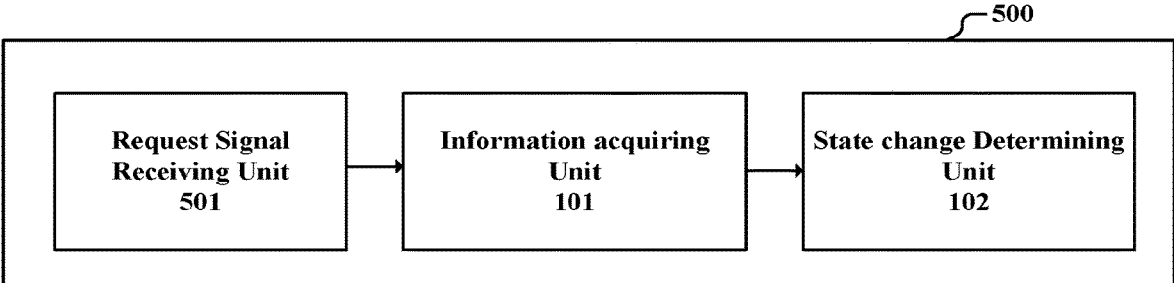 500
Request Signal
Receiving Unit
501
Information acquiring
Unit
101
State change Determining
Unit
102